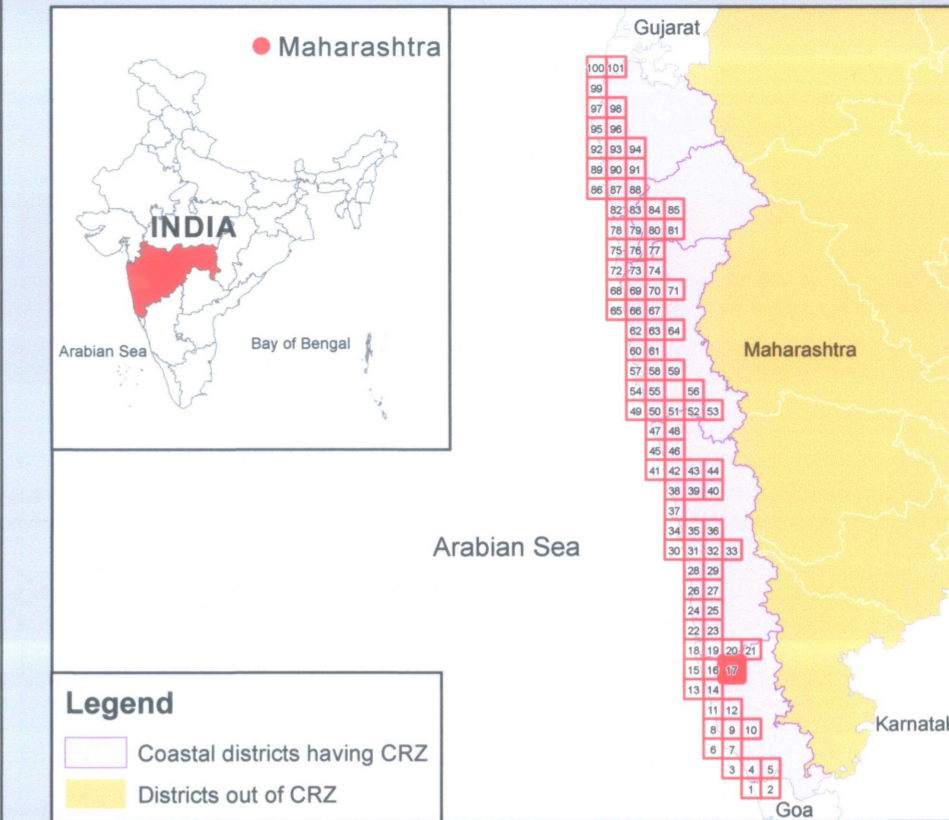 Gujarat
Maharashtra
INDIA
Arabian Sea
Bay of Bengal
100 101
99
97 98
95 96
92 93 94
89 90 91
86 87 88
82 83 84 85
78 79 80 81
75 76 77
72 73 74
68 69 70 71
65 66 67
62 63 64
60 61
57 58 59
54 55 56
49 50 51 52 53
47 48
45 46
41 42 43 44
38 39 40
37
34 35 36
30 31 32 33
28 29
26 27
24 25
22 23
18 19 20 21
15 16 17
13 14
11 12
8 9 10
6 7
3 4 5
1 2
Maharashtra
Arabian Sea
Karnatak
Goa
Legend
Coastal districts having CRZ
Districts out of CRZ